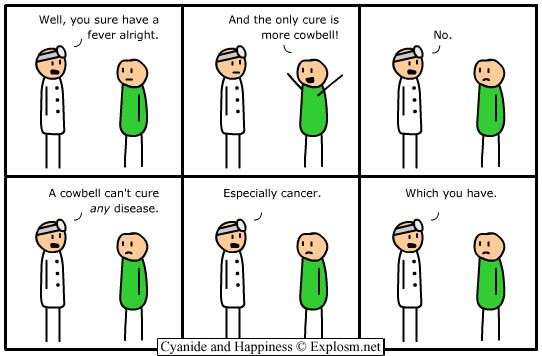 Well, you sure have a
fever alright.
And the only cure is
more cowbell!
No.
A cowbell can't cure
any disease.
Especially cancer.
Which you have.
Cyanide and Happiness © Explosm.net